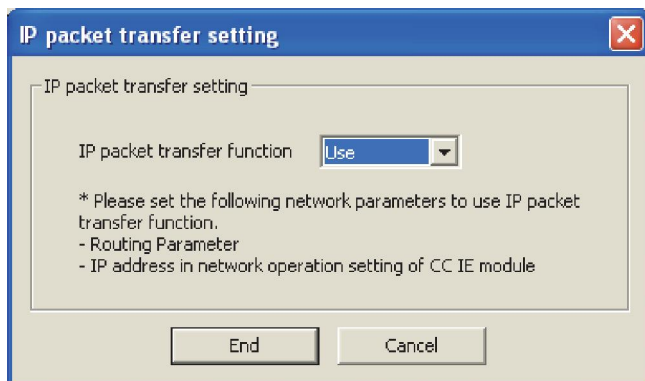 IP packet transfer setting
IP packet transfer setting
IP packet transfer function Use
* Please set the following network parameters to use IP packet
transfer function.
- Routing Parameter
- IP address in network operation setting of CC IE module
End Cancel